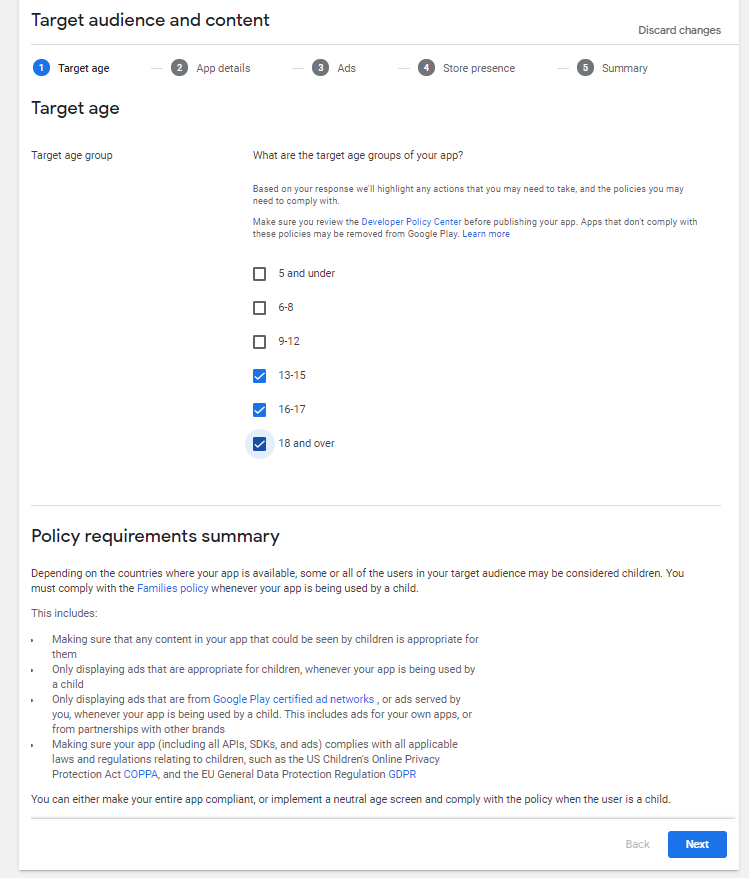 Target audience and content
Discard changes
1 Target age
2 App details
3 Ads
4 Store presence
5 Summary
Target age
Target age group
What are the target age groups of your app?
Based on your response we'll highlight any actions that you may need to take, and the policies you may
need to comply with.
Make sure you review the Developer Policy Center before publishing your app. Apps that don't comply with
these policies may be removed from Google Play. Learn more
5 and under
6-8
9-12
13-15
16-17
18 and over
Policy requirements summary
Depending on the countries where your app is available, some or all of the users in your target audience may be considered children. You
must comply with the Families policy whenever your app is being used by a child.
This includes:
Making sure that any content in your app that could be seen by children is appropriate for
them
Only displaying ads that are appropriate for children, whenever your app is being used by
a child
Only displaying ads that are from Google Play certified ad networks , or ads served by
you, whenever your app is being used by a child. This includes ads for your own apps, or
from partnerships with other brands
Making sure your app (including all APIs, SDKs, and ads) complies with all applicable
laws and regulations relating to children, such as the US Children's Online Privacy
Protection Act COPPA, and the EU General Data Protection Regulation GDPR
You can either make your entire app compliant, or implement a neutral age screen and comply with the policy when the user is a child.
Back
Next